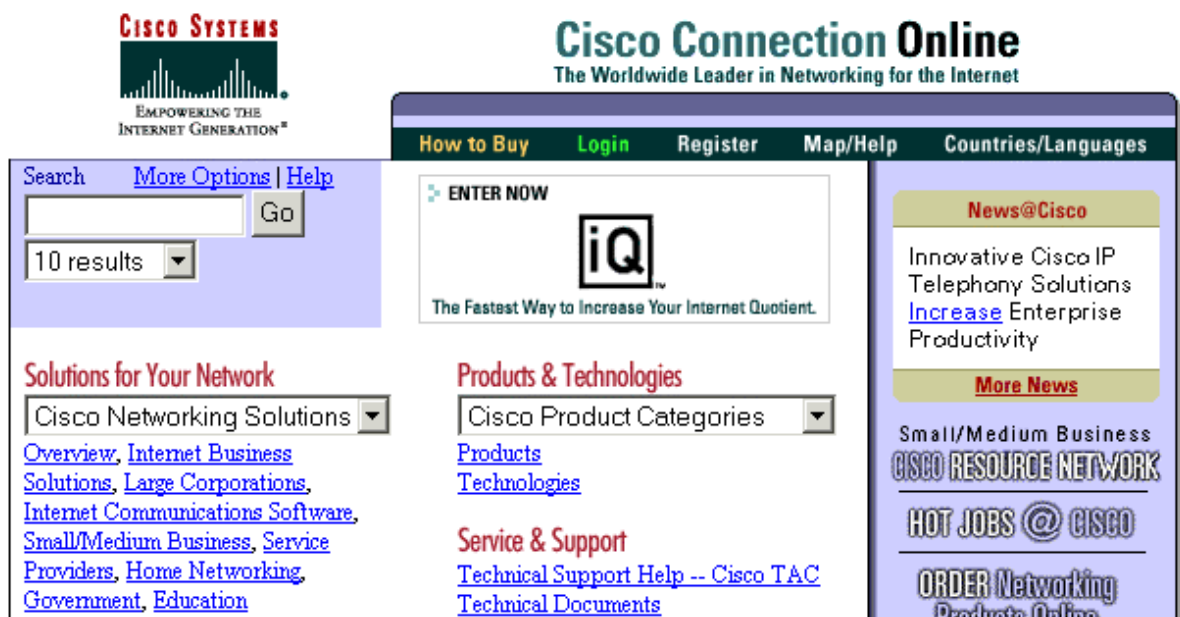 CISCO SYSTEMS
EMPOWERING THE
INTERNET GENERATION
Cisco Connection Online
The Worldwide Leader in Networking for the Internet
How to Buy Login Register Map/Help Countries/Languages
Search More Options | Help
Go
10 results
ENTER NOW
iQ
The Fastest Way to Increase Your Internet Quotient.
News@Cisco
Innovative Cisco IP
Telephony Solutions
Increase Enterprise
Productivity
More News
Solutions for Your Network
Cisco Networking Solutions
Overview, Internet Business
Solutions, Large Corporations,
Internet Communications Software,
Small/Medium Business, Service
Providers, Home Networking,
Government, Education
Products & Technologies
Cisco Product Categories
Products
Technologies
Service & Support
Technical Support Help -- Cisco TAC
Technical Documents
Small/Medium Business
CISCO RESOURCE NETWORK
HOT JOBS @ CISCO
ORDER Networking
Products Online